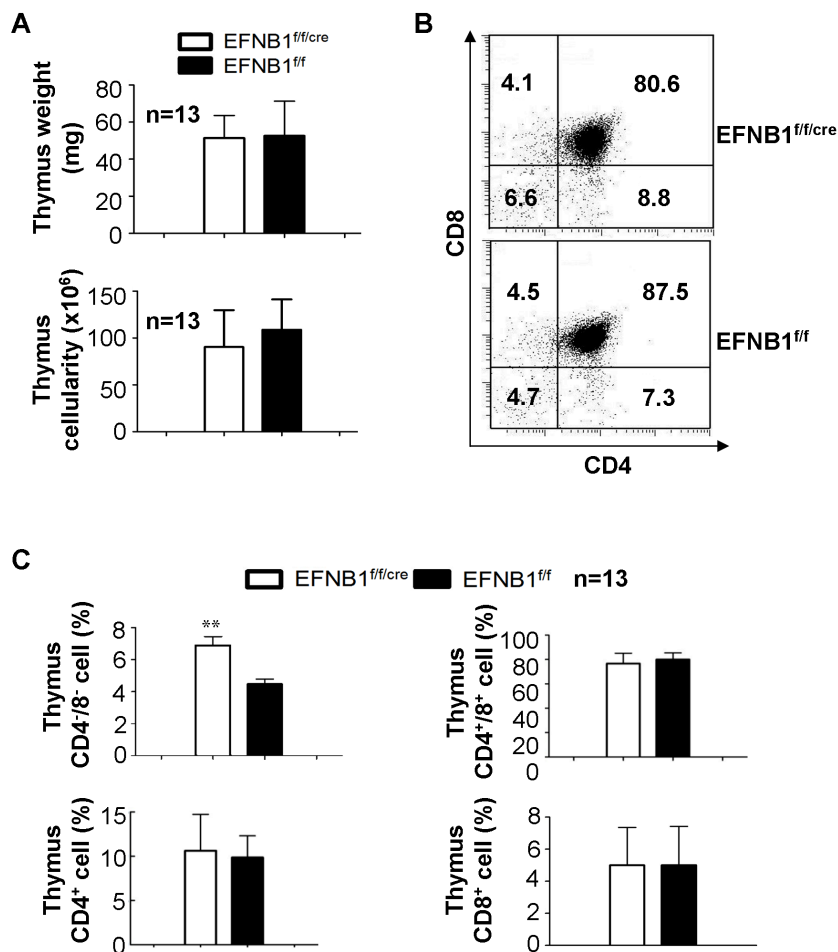 A
EFNB1f/f/cre
EFNB1f/f
Thymus weight
(mg)
80
60
40
20
0
n=13
Thymus
cellularity (x10⁶)
150
100
50
0
n=13
B
CD8
4.1
80.6
6.6
8.8
EFNB1f/f/cre
4.5
87.5
4.7
7.3
EFNB1f/f
CD4
C
EFNB1f/f/cre EFNB1f/f n=13
Thymus
CD4⁻/8⁻ cell (%)
8
6
4
2
0
**
Thymus
CD4⁺/8⁺ cell (%)
100
80
60
40
20
0
Thymus
CD4⁺ cell (%)
15
10
5
0
Thymus
CD8⁺ cell (%)
8
6
4
2
0